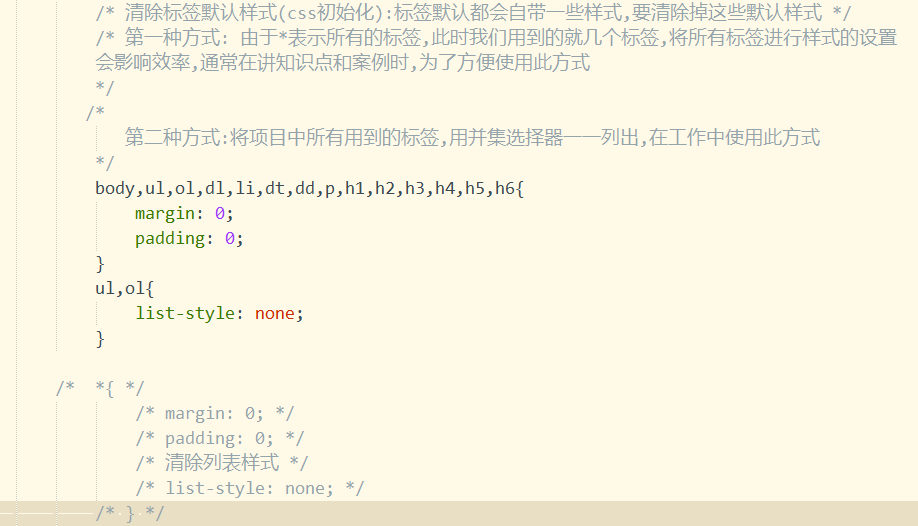 /* 清除标签默认样式(css初始化):标签默认都会自带一些样式,要清除掉这些默认样式 */
/* 第一种方式: 由于*表示所有的标签,此时我们用到的就几个标签,将所有标签进行样式的设置
会影响效率,通常在讲知识点和案例时,为了方便使用此方式
*/
/*
第二种方式:将项目中所有用到的标签,用并集选择器一一列出,在工作中使用此方式
*/
body,ul,ol,dl,li,dt,dd,p,h1,h2,h3,h4,h5,h6{
margin: 0;
padding: 0;
}
ul,ol{
list-style: none;
}
/*  *{ */
/* margin: 0; */
/* padding: 0; */
/* 清除列表样式 */
/* list-style: none; */
/* } */